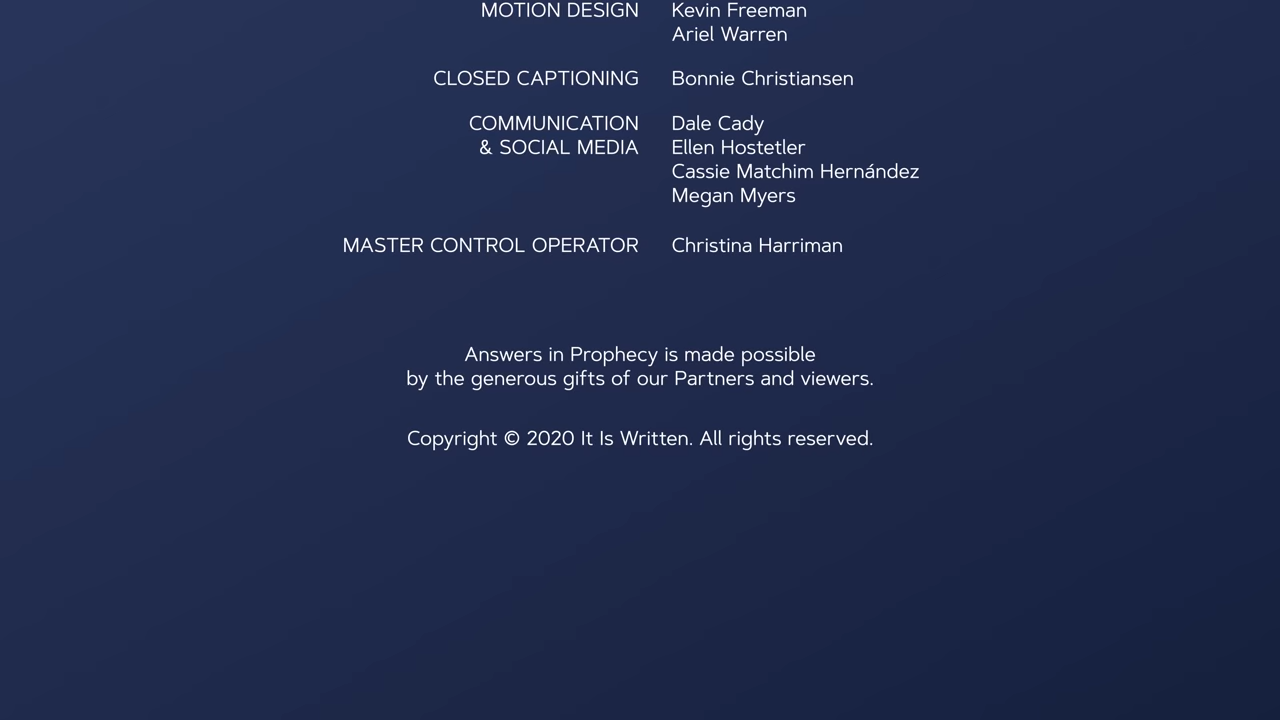 MOTION DESIGN Kevin Freeman
Ariel Warren
CLOSED CAPTIONING Bonnie Christiansen
COMMUNICATION Dale Cady
& SOCIAL MEDIA Ellen Hostetler
Cassie Matchim Hernández
Megan Myers
MASTER CONTROL OPERATOR Christina Harriman
Answers in Prophecy is made possible
by the generous gifts of our Partners and viewers.
Copyright © 2020 It Is Written. All rights reserved.